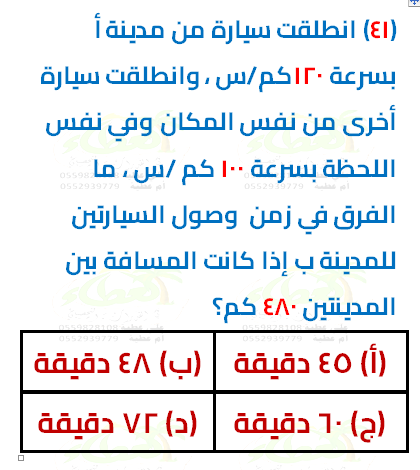 (٤١) انطلقت سيارة من مدينة أ
بسرعة ١٢٠كم/س ، وانطلقت سيارة
أخرى من نفس المكان وفي نفس
اللحظة بسرعة ١٠٠ كم /س ، ما
الفرق في زمن وصول السيارتين
للمدينة ب إذا كانت المسافة بين
المدينتين ٤٨٠ كم؟
(أ) ٤٥ دقيقة (ب) ٤٨ دقيقة
(ج) ٦٠ دقيقة (د) ٧٢ دقيقة